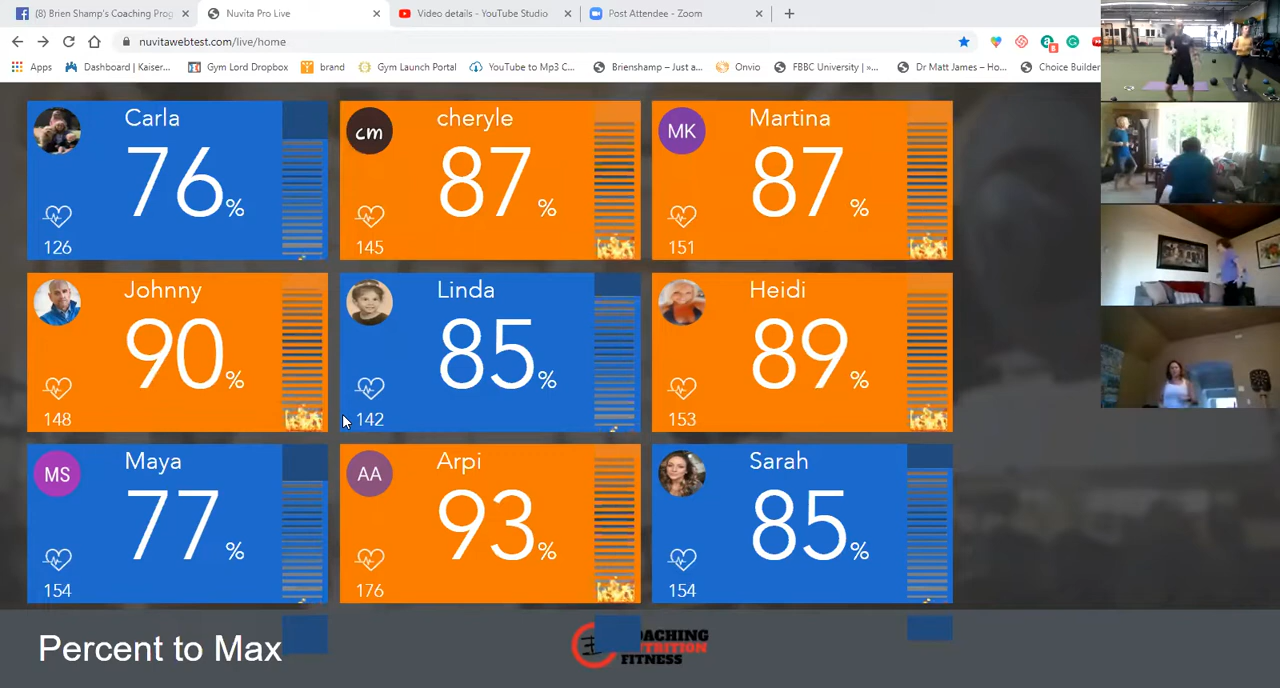 (8) Brien Shamp's Coaching Prog
Nuvita Pro Live
Video details - YouTube Studio
Post Attendee - Zoom
nuvitawebtest.com/live/home
Apps
Dashboard | Kaiser...
Gym Lord Dropbox
brand
Gym Launch Portal
YouTube to Mp3 C...
Brienshamp – Just a...
Onvio
FBBC University | »...
Dr Matt James – Ho...
Choice Builder
Carla
76%
126
cm
cheryle
87%
145
MK
Martina
87%
151
Johnny
90%
148
Linda
85%
142
Heidi
89%
153
MS
Maya
77%
154
AA
Arpi
93%
176
Sarah
85%
154
Percent to Max
OACHING
TRITION
FITNESS